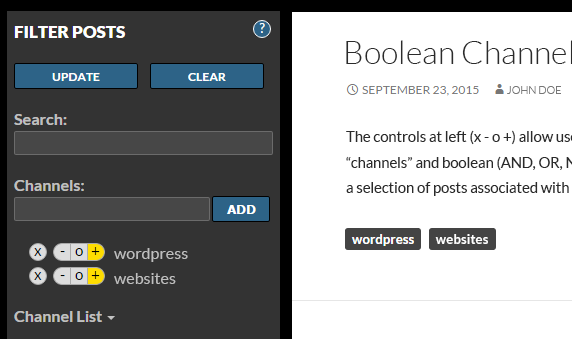 FILTER POSTS
?
UPDATE CLEAR
Search:
Channels:
ADD
x - o + wordpress
x - o + websites
Channel List
Boolean Channel
SEPTEMBER 23, 2015 JOHN DOE
The controls at left (x - o +) allow
“channels” and boolean (AND, OR,
a selection of posts associated with
wordpress websites